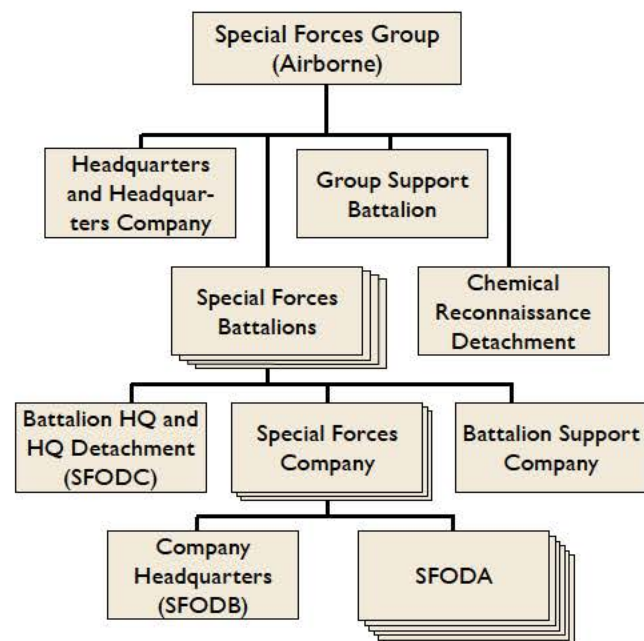 Special Forces Group
(Airborne)
Headquarters
and Headquar-
ters Company
Group Support
Battalion
Special Forces
Battalions
Chemical
Reconnaissance
Detachment
Battalion HQ and
HQ Detachment
(SFODC)
Special Forces
Company
Battalion Support
Company
Company
Headquarters
(SFODB)
SFODA